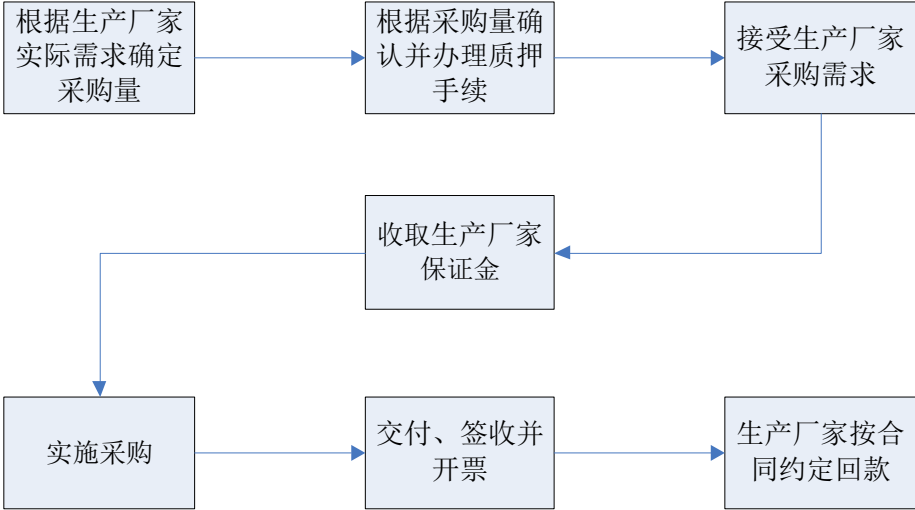 根据生产厂家
实际需求确定
采购量
根据采购量确
认并办理质押
手续
接受生产厂家
采购需求
收取生产厂家
保证金
实施采购
交付、签收并
开票
生产厂家按合
同约定回款